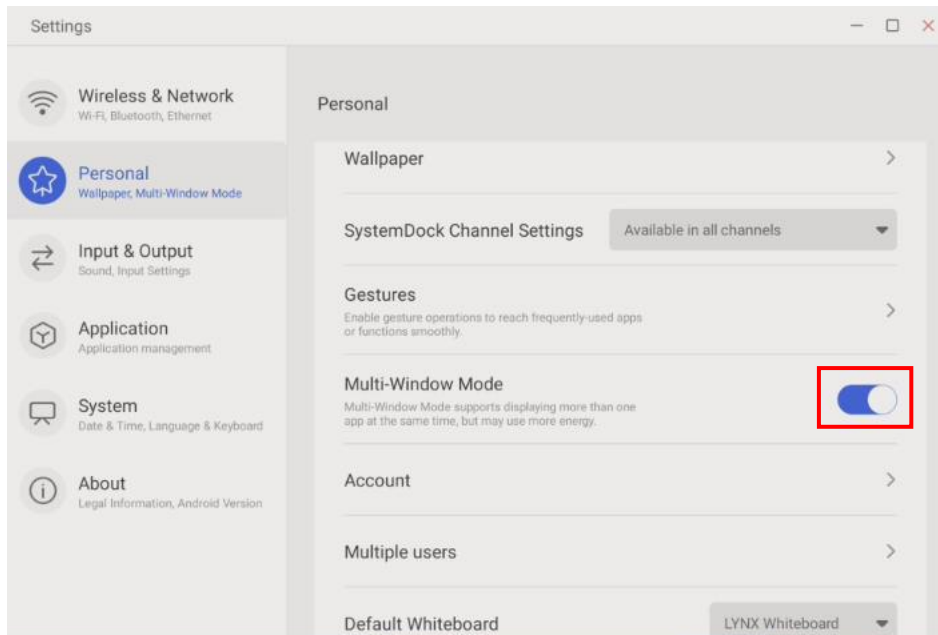 Settings
Wireless & Network
Wi-Fi, Bluetooth, Ethernet
Personal
Wallpaper, Multi-Window Mode
Input & Output
Sound, Input Settings
Application
Application management
System
Date & Time, Language & Keyboard
About
Legal Information, Android Version
Personal
Wallpaper
SystemDock Channel Settings
Available in all channels
Gestures
Enable gesture operations to reach frequently-used apps
or functions smoothly.
Multi-Window Mode
Multi-Window Mode supports displaying more than one
app at the same time, but may use more energy.
Account
Multiple users
Default Whiteboard
LYNX Whiteboard